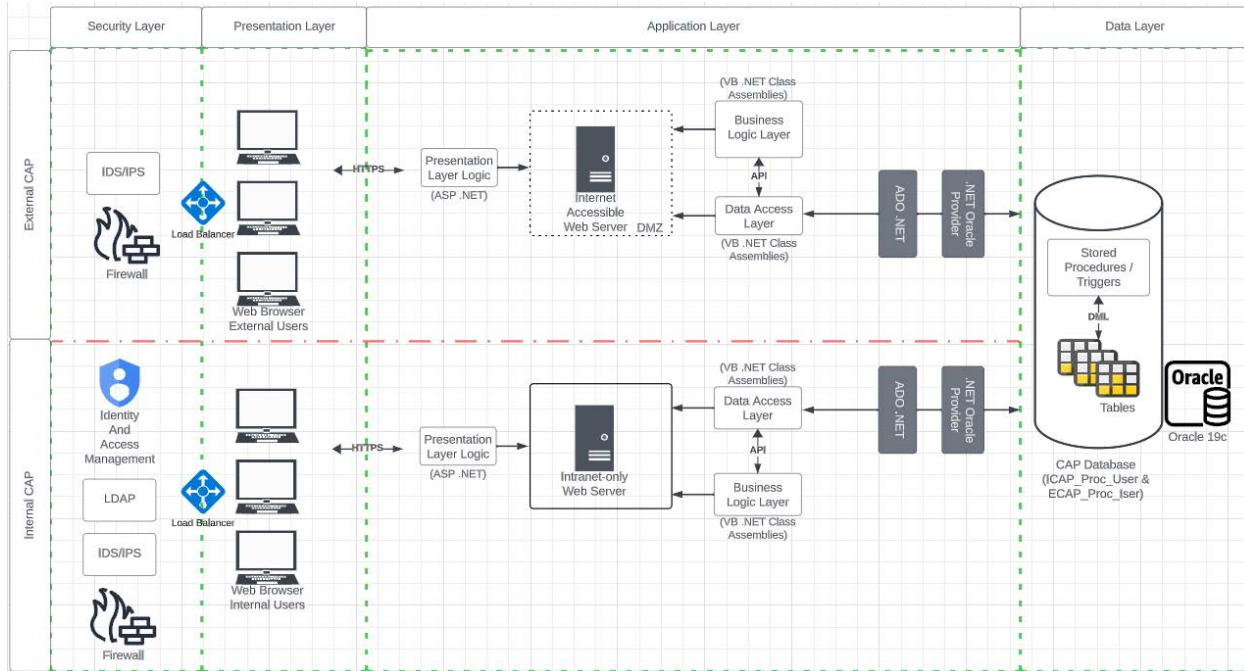 Security Layer
Presentation Layer
Application Layer
Data Layer
External CAP
IDS/IPS
Firewall
Load Balancer
Web Browser
External Users
HTTPS
Presentation
Layer Logic
(ASP .NET)
Internet
Accessible
Web Server
DMZ
(VB .NET Class
Assemblies)
Business
Logic Layer
API
Data Access
Layer
(VB .NET Class
Assemblies)
ADO .NET
.NET Oracle
Provider
Stored
Procedures /
Triggers
DML
Tables
Oracle
Oracle 19c
CAP Database
(ICAP_Proc_User &
ECAP_Proc_Iser)
Internal CAP
Identity
And
Access
Management
LDAP
IDS/IPS
Firewall
Load Balancer
Web Browser
Internal Users
HTTPS
Presentation
Layer Logic
(ASP .NET)
Intranet-only
Web Server
(VB .NET Class
Assemblies)
Data Access
Layer
API
Business
Logic Layer
(VB .NET Class
Assemblies)
ADO .NET
.NET Oracle
Provider